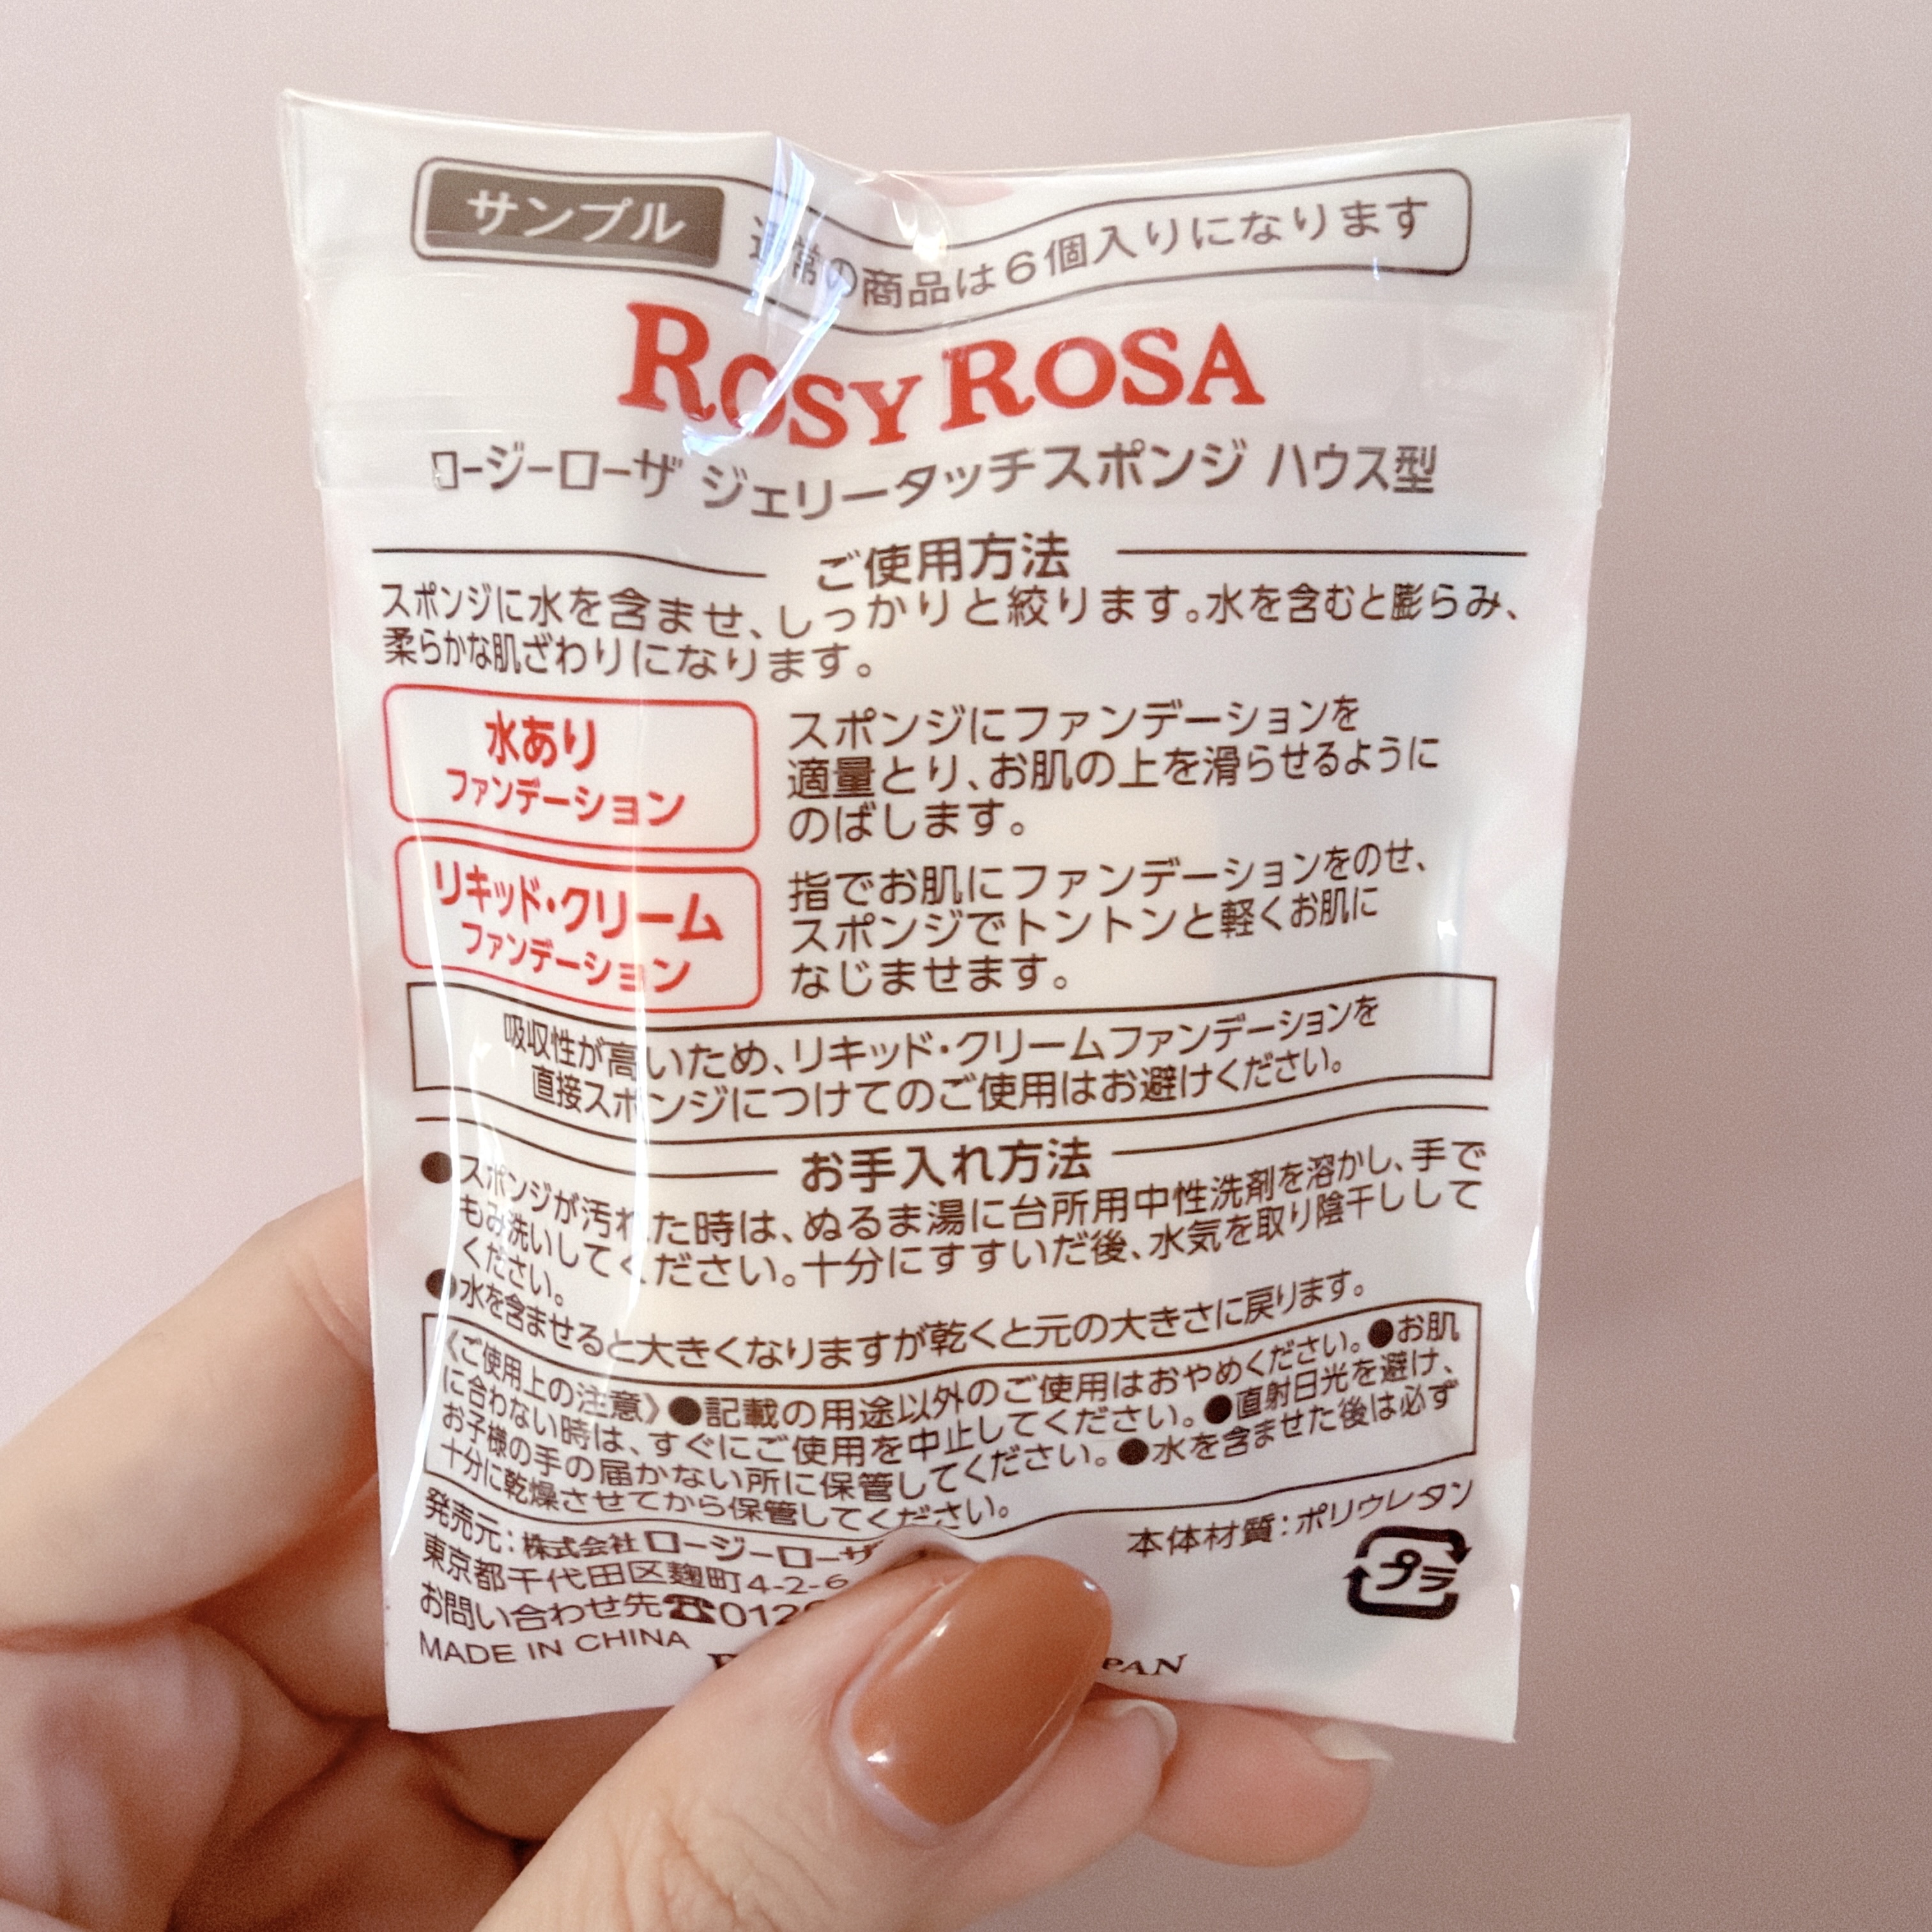 サンプル 通常の商品は6個入りになります
ROSY ROSA
ロージーローザ ジェリータッチスポンジ ハウス型
ご使用方法
スポンジに水を含ませ、しっかりと絞ります。水を含むと膨らみ、
柔らかな肌ざわりになります。
水あり
ファンデーション
スポンジにファンデーションを
適量とり、お肌の上を滑らせるように
のばします。
リキッド・クリーム
ファンデーション
指でお肌にファンデーションをのせ、
スポンジでトントンと軽くお肌に
なじませます。
吸収性が高いため、リキッド・クリームファンデーションを
直接スポンジにつけてのご使用はお避けください。
お手入れ方法
●スポンジが汚れた時は、ぬるま湯に台所用中性洗剤を溶かし、手で
もみ洗いしてください。十分にすすいだ後、水気を取り陰干しして
ください。
●水を含ませると大きくなりますが乾くと元の大きさに戻ります。
《ご使用上の注意》●記載の用途以外のご使用はおやめください。●お肌
に合わない時は、すぐにご使用を中止してください。●直射日光を避け、
お子様の手の届かない所に保管してください。●水を含ませた後は必ず
十分に乾燥させてから保管してください。
発売元:株式会社ロージーローザ
本体材質:ポリウレタン
東京都千代田区麹町4-2-6
プラ
お問い合わせ先☎012
MADE IN CHINA